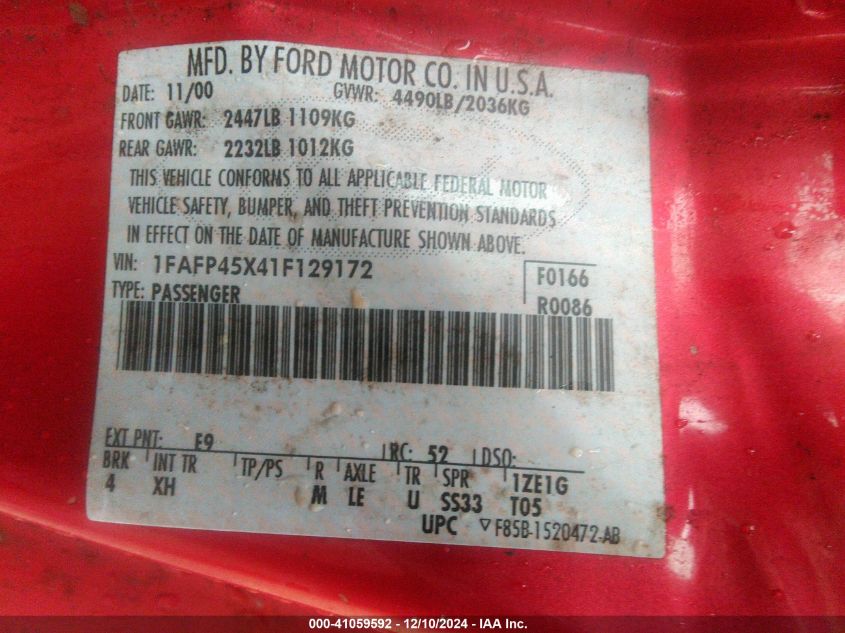 MFD. BY FORD MOTOR CO. IN U.S.A.
DATE: 11/00 GVWR: 4490LB/2036KG
FRONT GAWR: 2447LB 1109KG
REAR GAWR: 2232LB 1012KG
THIS VEHICLE CONFORMS TO ALL APPLICABLE FEDERAL MOTOR
VEHICLE SAFETY, BUMPER, AND THEFT PREVENTION STANDARDS
IN EFFECT ON THE DATE OF MANUFACTURE SHOWN ABOVE.
VIN: 1FAFP45X41F129172 F0166
TYPE: PASSENGER R0086
EXT PNT: E9 RC: 52 DSO:
BRK INT TR TP/PS R AXLE TR SPR 1ZE1G
4 XH M LE U SS33 T05
UPC ▽F85B-1520472-AB
000-41059592 - 12/10/2024 - IAA Inc.